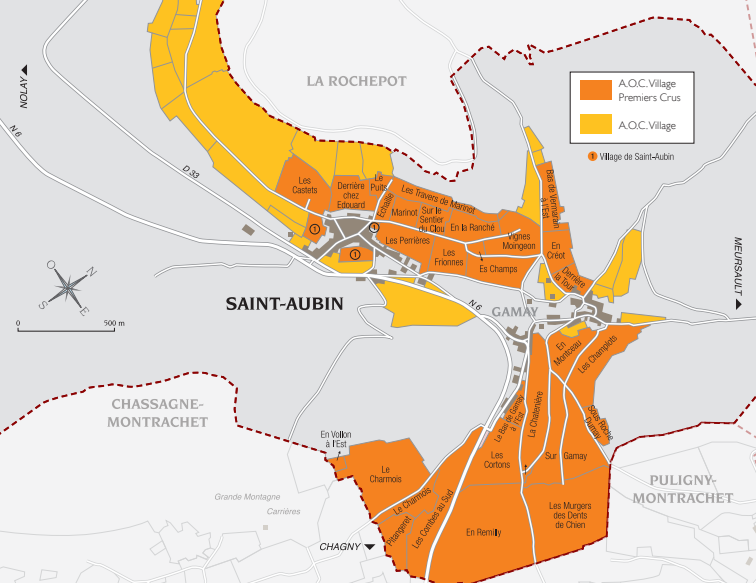 LA ROCHEPOT
A.O.C. Village
Premiers Crus
A.O.C. Village
1 Village de Saint-Aubin
NOLAY
N 6
D 33
Les
Castets
Derrière
chez
Edouard
Le
Puits
Echaille
Les Travers de Marinot
Marinot
Sur le
Sentier
du Clou
En la Ranché
Vignes
Moingeon
Les Perrières
Les
Frionnes
Es Champs
Bas de Vermarain
à l'Est
En
Créot
Derrière
la Tour
1
1
1
MEURSAULT
O
N
S
E
0
500 m
SAINT-AUBIN
N 6
GAMAY
En
Montceau
Les Champlots
CHASSAGNE-
MONTRACHET
En Vollon
à l'Est
Le
Charmois
Le Charmois
Pitangeret
Les Combes au Sud
Le Bas de Gamay
à l'Est
La Chatenière
Les
Cortons
Sur
Gamay
Sous Roche
Dumay
En Remilly
Les Murgers
des Dents
de Chien
PULIGNY-
MONTRACHET
Grande Montagne
Carrières
CHAGNY